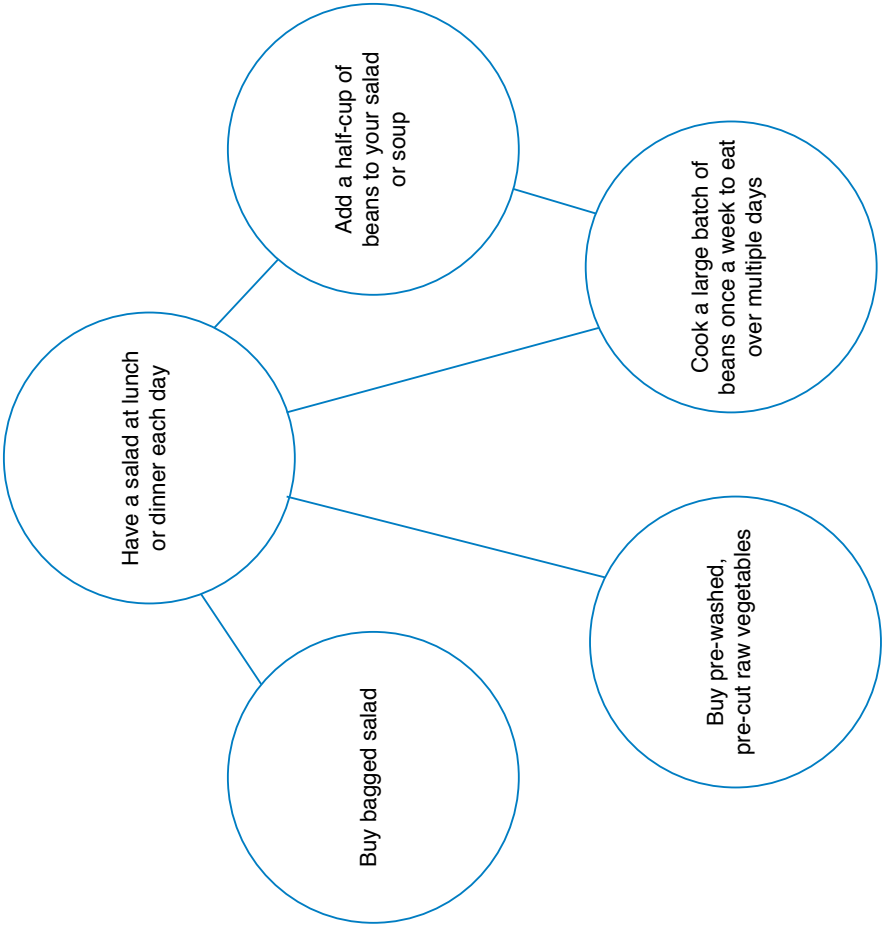 Have a salad at lunch
or dinner each day
Add a half-cup of
beans to your salad
or soup
Cook a large batch of
beans once a week to eat
over multiple days
Buy pre-washed,
pre-cut raw vegetables
Buy bagged salad